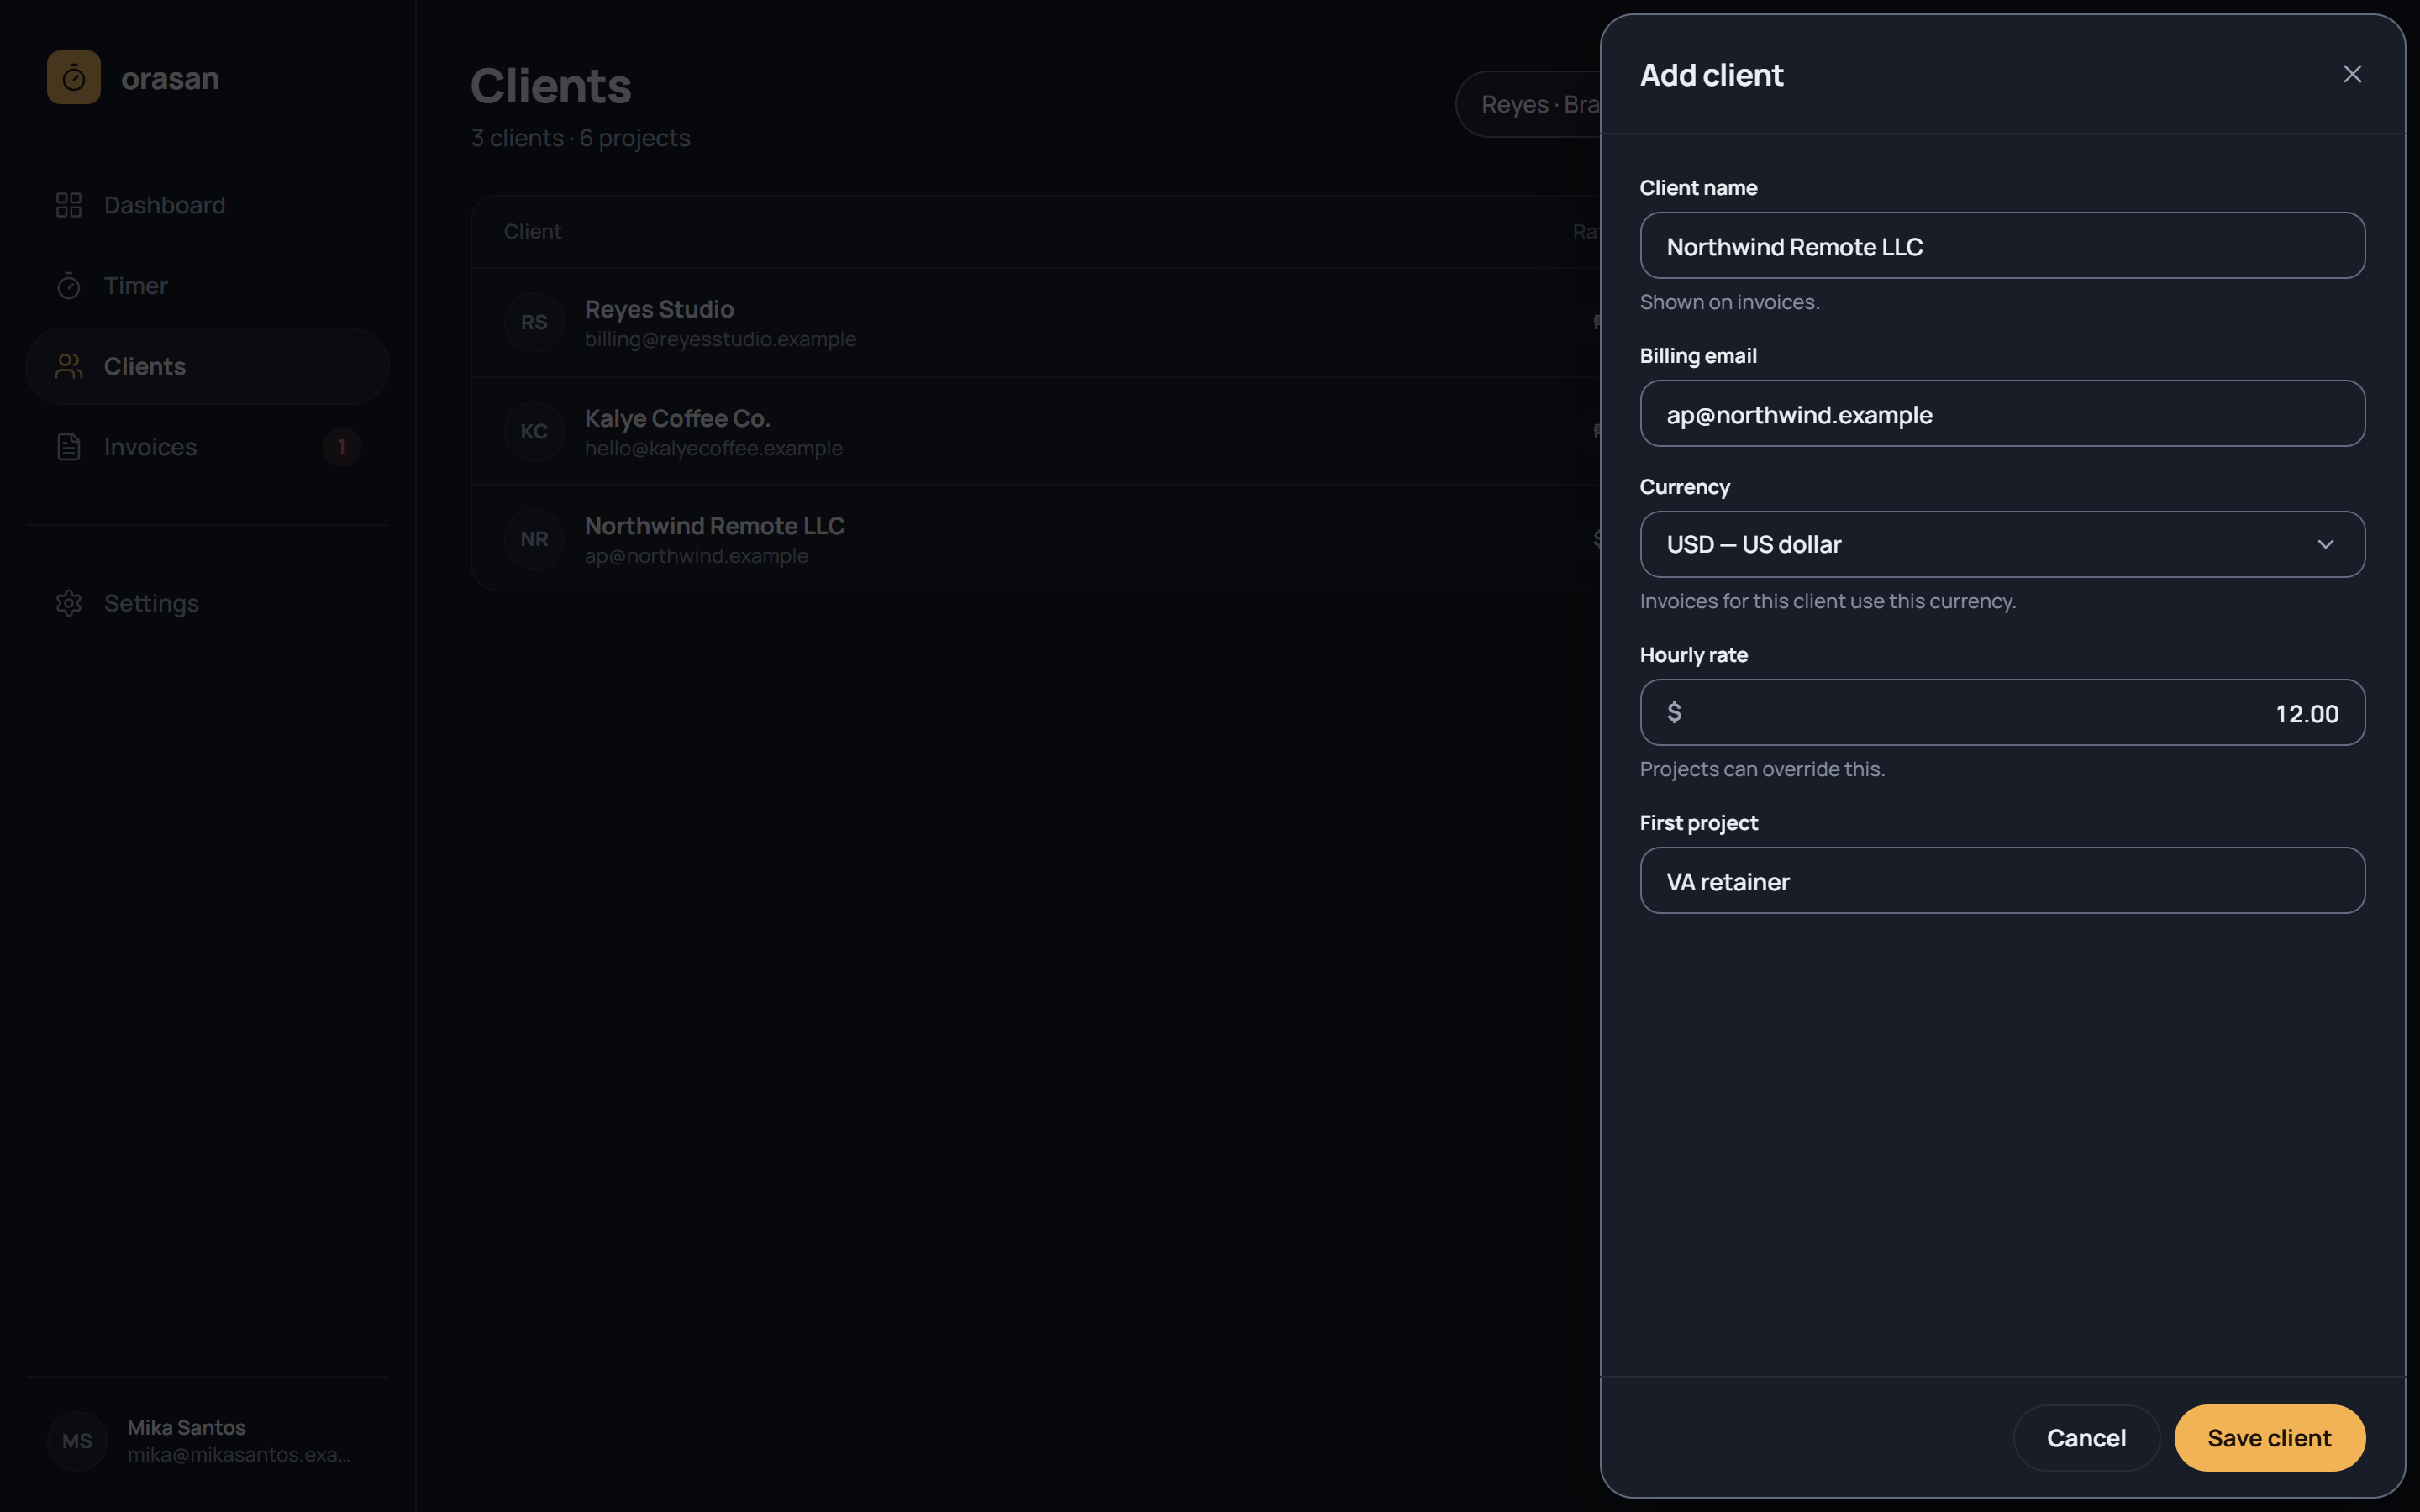 orasan
Dashboard
Timer
Clients
Invoices 1
Settings
MS
Mika Santos
mika@mikasantos.exa...
Clients
3 clients · 6 projects
Reyes ·
Client
RS
Reyes Studio
billing@reyesstudio.example
KC
Kalye Coffee Co.
hello@kalyecoffee.example
NR
Northwind Remote LLC
ap@northwind.example
Add client
Client name
Northwind Remote LLC
Shown on invoices.
Billing email
ap@northwind.example
Currency
USD — US dollar
Invoices for this client use this currency.
Hourly rate
$ 12.00
Projects can override this.
First project
VA retainer
Cancel
Save client